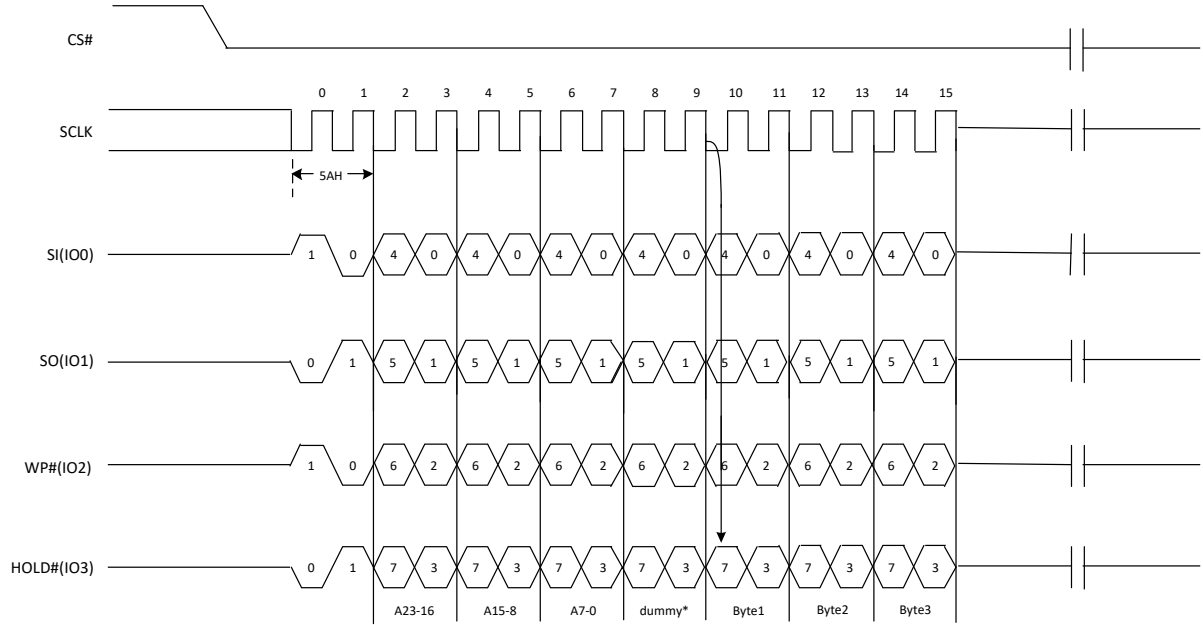 CS#
0 1 2 3 4 5 6 7 8 9 10 11 12 13 14 15
SCLK
5AH
SI(IO0) 1 0 4 0 4 0 4 0 4 0 4 0 4 0 4 0
SO(IO1) 0 1 5 1 5 1 5 1 5 1 5 1 5 1 5 1
WP#(IO2) 1 0 6 2 6 2 6 2 6 2 6 2 6 2 6 2
HOLD#(IO3) 0 1 7 3 7 3 7 3 7 3 7 3 7 3 7 3
A23-16 A15-8 A7-0 dummy* Byte1 Byte2 Byte3